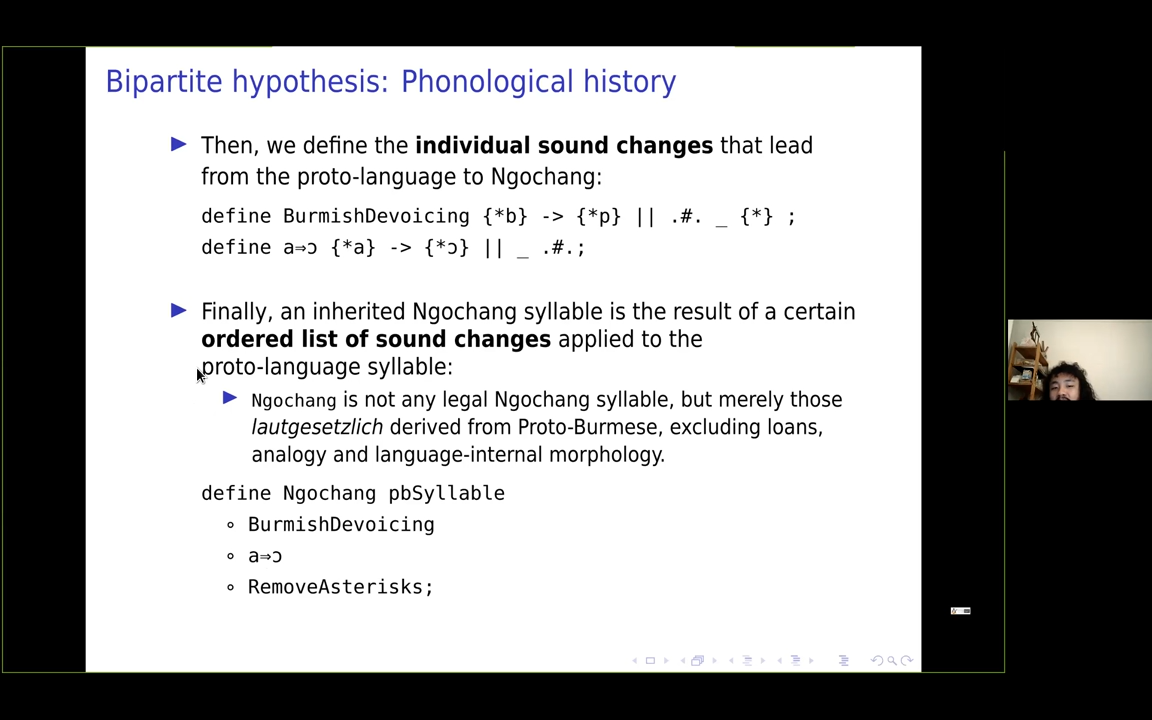 Bipartite hypothesis: Phonological history
▶ Then, we define the individual sound changes that lead
from the proto-language to Ngochang:
define BurmishDevoicing {*b} -> {*p} || .#. _ {*} ;
define a⇒ɔ {*a} -> {*ɔ} || _ .#.;
▶ Finally, an inherited Ngochang syllable is the result of a certain
ordered list of sound changes applied to the
proto-language syllable:
▶ Ngochang is not any legal Ngochang syllable, but merely those
lautgesetzlich derived from Proto-Burmese, excluding loans,
analogy and language-internal morphology.
define Ngochang pbSyllable
∘ BurmishDevoicing
∘ a⇒ɔ
∘ RemoveAsterisks;